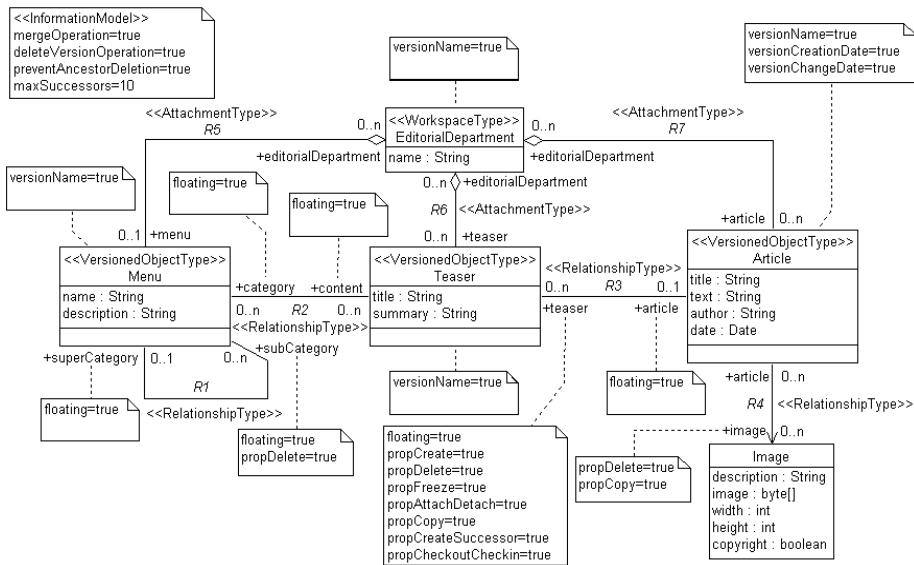 <<InformationModel>>
mergeOperation=true
deleteVersionOperation=true
preventAncestorDeletion=true
maxSuccessors=10
versionName=true
versionName=true
versionCreationDate=true
versionChangeDate=true
<<AttachmentType>>
R5
0..n
<<WorkspaceType>>
EditorialDepartment
name : String
0..n
<<AttachmentType>>
R7
+editorialDepartment
+editorialDepartment
0..n
+editorialDepartment
R6
<<AttachmentType>>
versionName=true
floating=true
floating=true
0..1
+menu
0..n
+teaser
+article
0..n
<<VersionedObjectType>>
Menu
name : String
description : String
+category
0..n
R2
+content
0..n
<<RelationshipType>>
<<VersionedObjectType>>
Teaser
title : String
summary : String
<<RelationshipType>>
0..n
R3
0..1
+teaser
+article
<<VersionedObjectType>>
Article
title : String
text : String
author : String
date : Date
+superCategory
0..1
0..n
+subCategory
R1
<<RelationshipType>>
floating=true
floating=true
propDelete=true
versionName=true
floating=true
+article
0..n
R4
<<RelationshipType>>
+image
0..n
floating=true
propCreate=true
propDelete=true
propFreeze=true
propAttachDetach=true
propCopy=true
propCreateSuccessor=true
propCheckoutCheckin=true
propDelete=true
propCopy=true
Image
description : String
image : byte[]
width : int
height : int
copyright : boolean